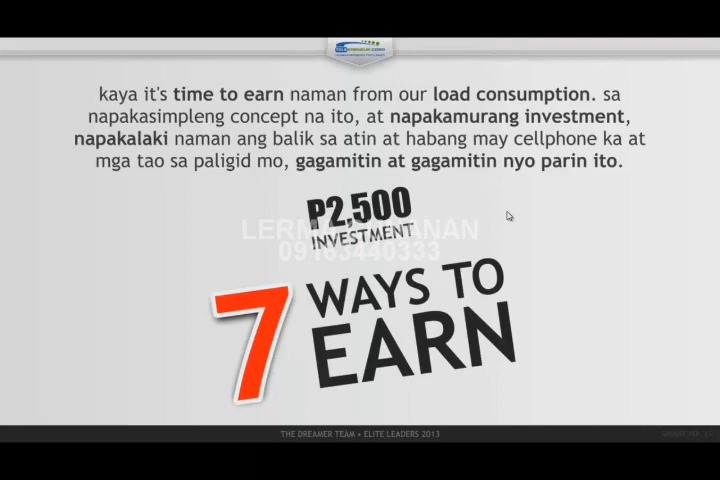 kaya it's time to earn naman from our load consumption. sa
napakasimpleng concept na ito, at napakamurang investment,
napakalaki naman ang balik sa atin at habang may cellphone ka at
mga tao sa paligid mo, gagamitin at gagamitin nyo parin ito.
₱2,500
INVESTMENT
7 WAYS TO
EARN
THE DREAMER TEAM • ELITE LEADERS 2013